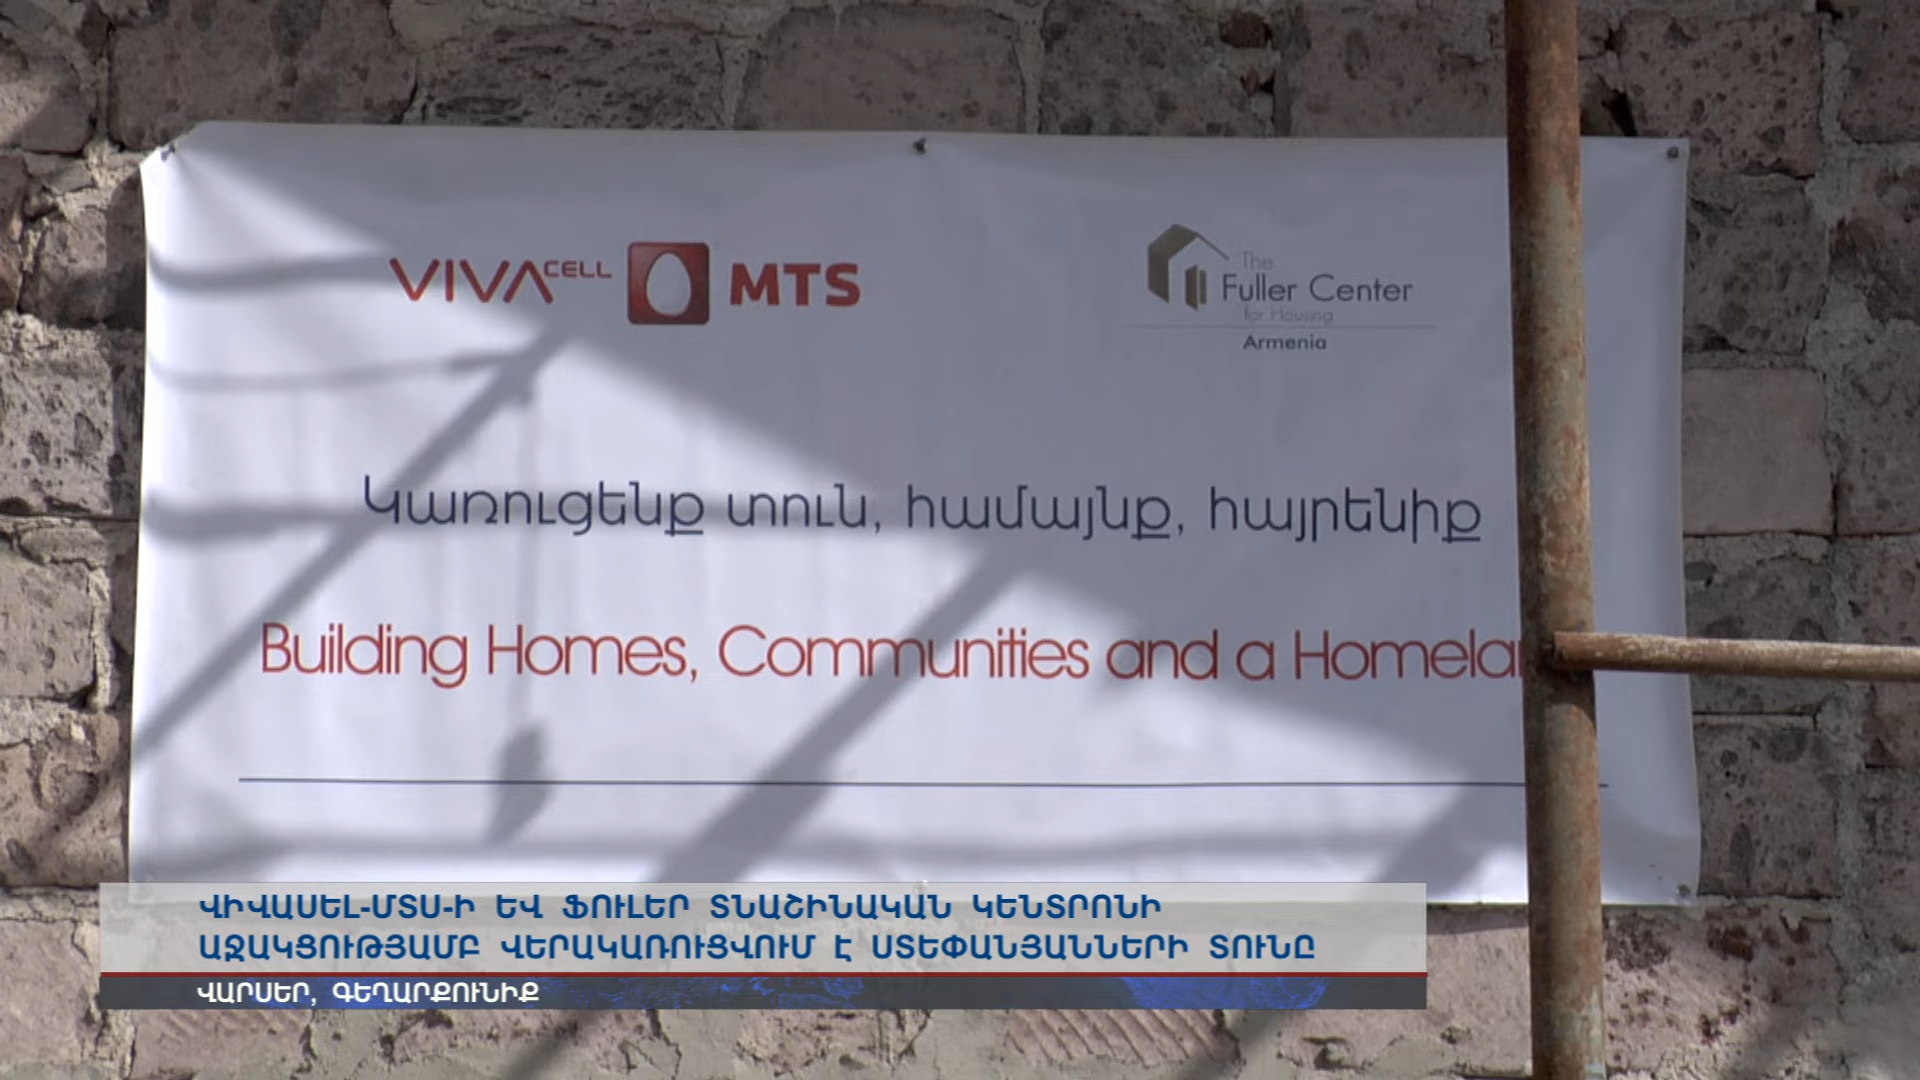 VIVACELL MTS
The
Fuller Center
for Housing
Armenia
Կառուցենք տուն, համայնք, հայրենիք
Building Homes, Communities and a Homelan
ՎԻՎԱՍԵԼ-ՄՏՍ-Ի ԵՎ ՖՈՒԼԵՐ ՏՆԱՇԻՆԱԿԱՆ ԿԵՆՏՐՈՆԻ
ԱՋԱԿՑՈՒԹՅԱՄԲ ՎԵՐԱԿԱՌՈՒՑՎՈՒՄ Է ՍՏԵՓԱՆՅԱՆՆԵՐԻ ՏՈՒՆԸ
ՎԱՐՍԵՐ, ԳԵՂԱՐՔՈՒՆԻՔ